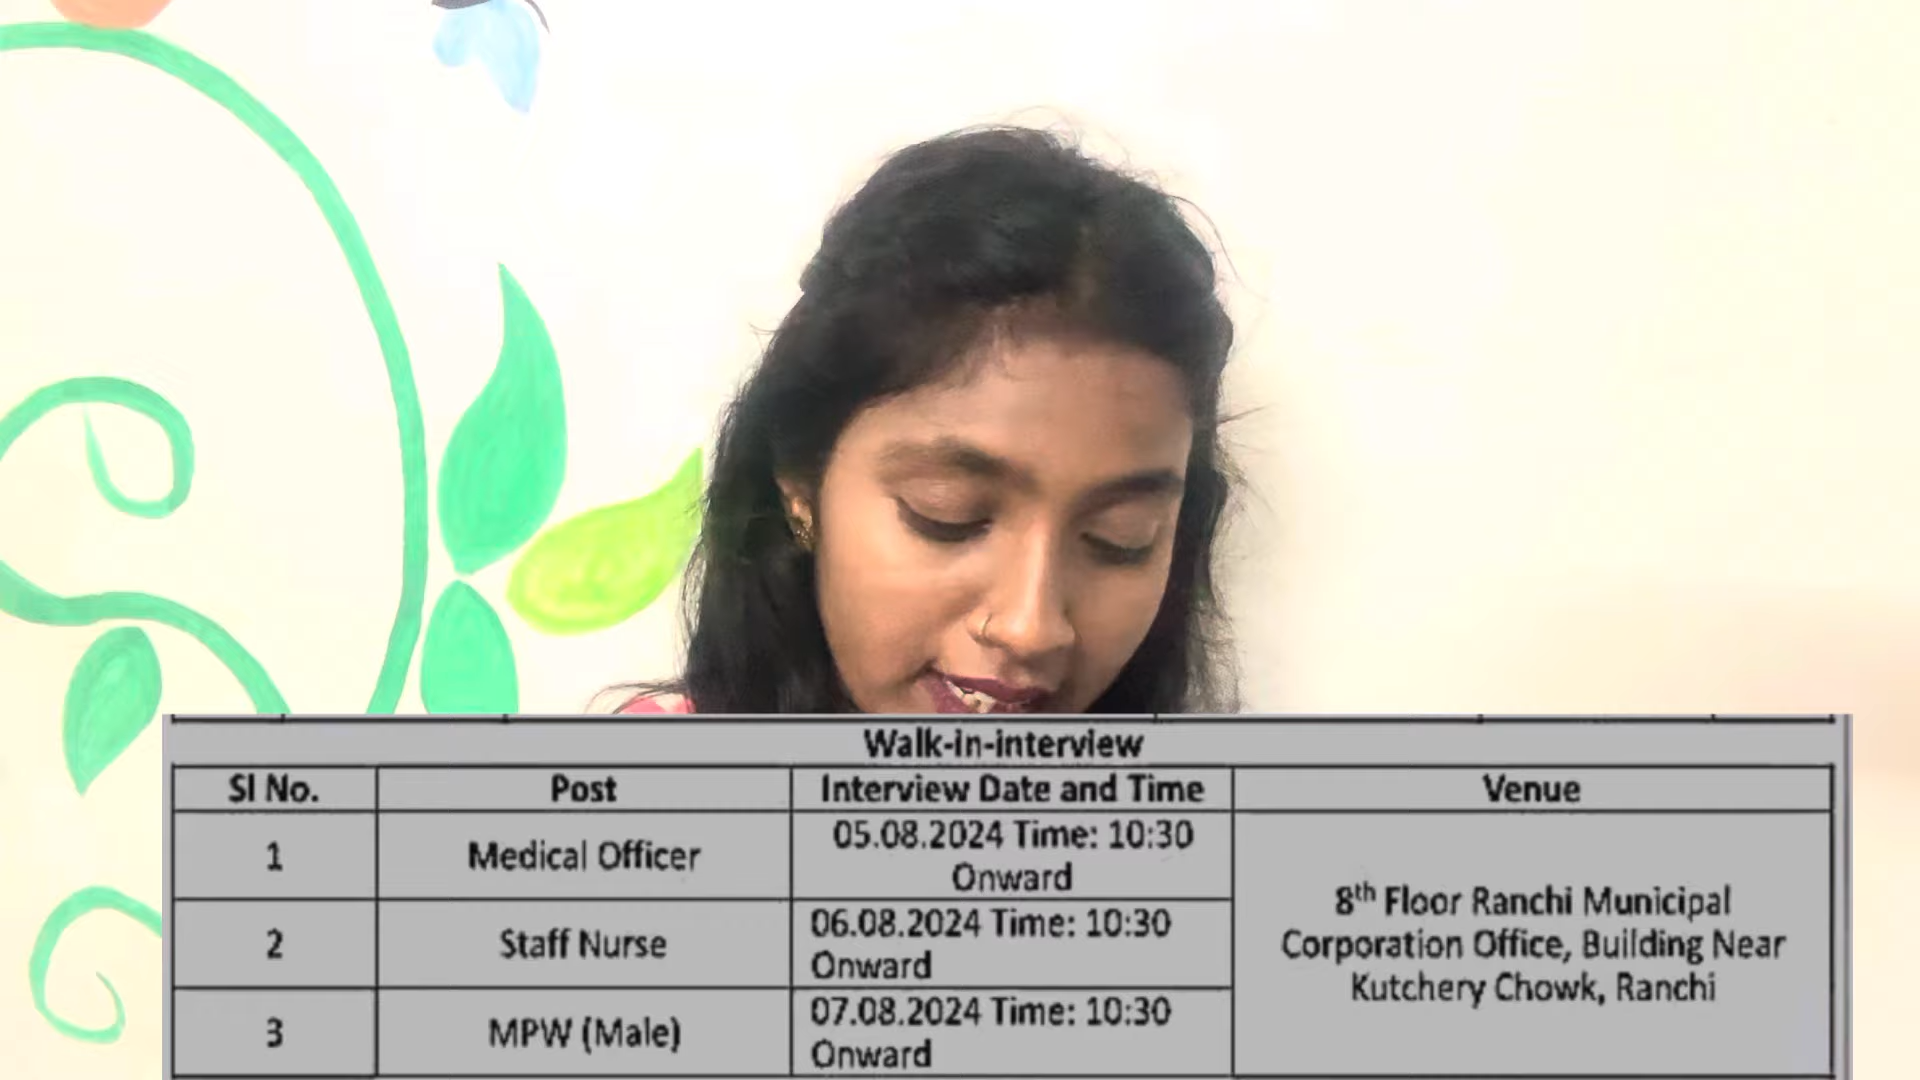 Walk-in-interview
Sl No. Post Interview Date and Time Venue
1 Medical Officer 05.08.2024 Time: 10:30
Onward
2 Staff Nurse 06.08.2024 Time: 10:30
Onward
3 MPW (Male) 07.08.2024 Time: 10:30
Onward
8th Floor Ranchi Municipal
Corporation Office, Building Near
Kutchery Chowk, Ranchi